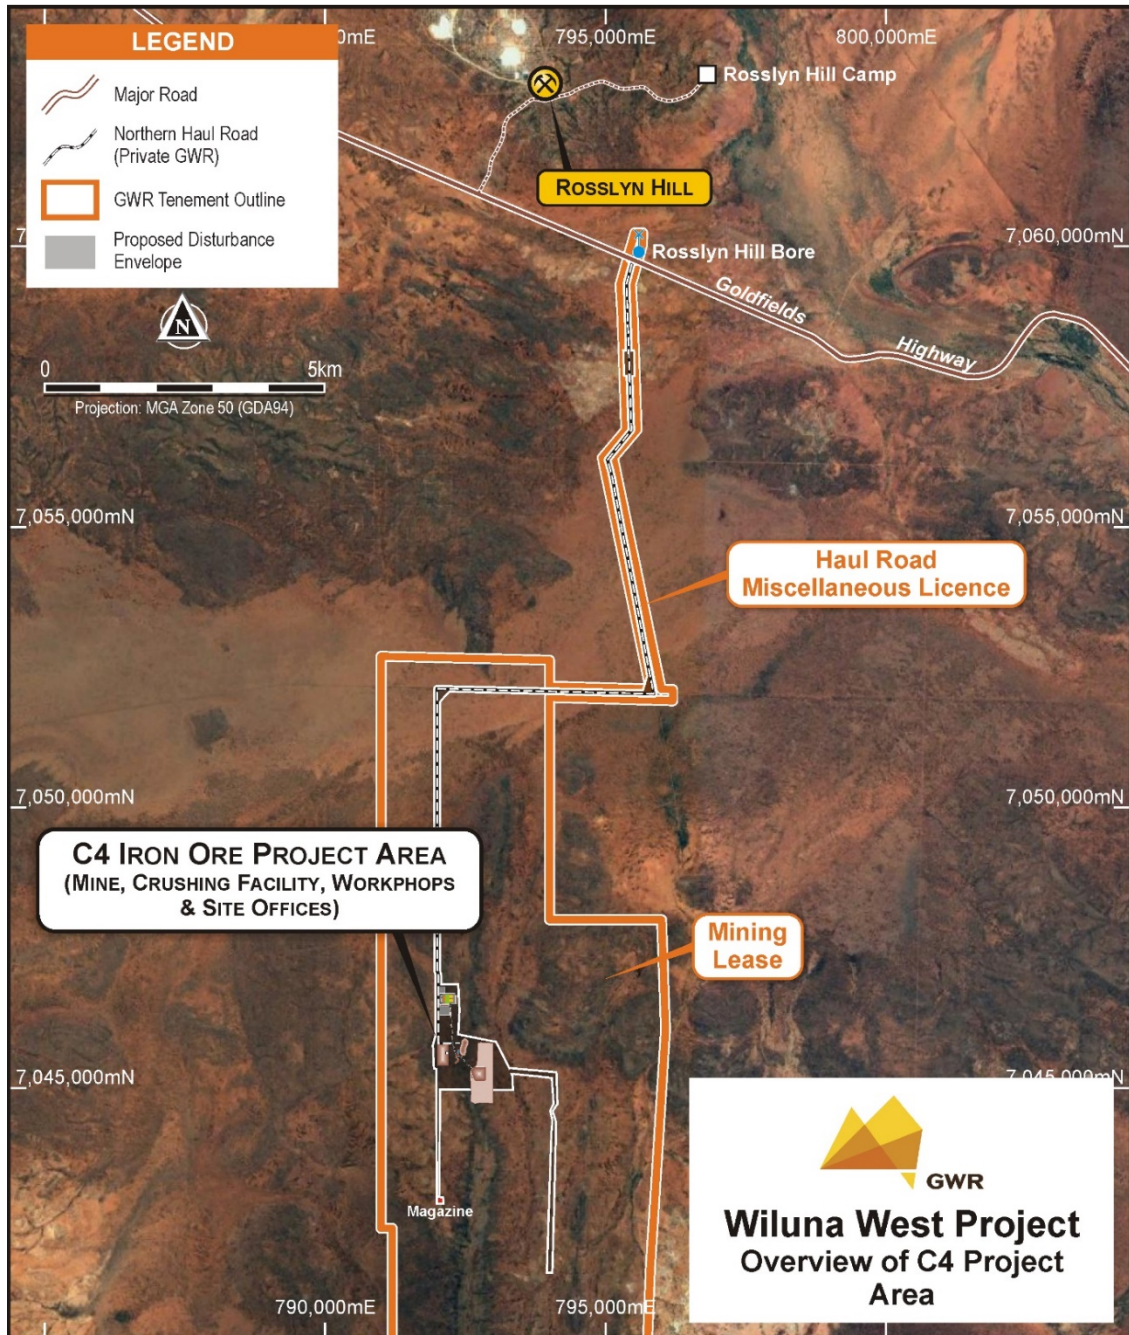 LEGEND
Major Road
Northern Haul Road
(Private GWR)
GWR Tenement Outline
Proposed Disturbance
Envelope
mE
795,000mE
800,000mE
Rosslyn Hill Camp
ROSSLYN HILL
7,060,000mN
Rosslyn Hill Bore
Goldfields
Highway
N
0
5km
Projection: MGA Zone 50 (GDA94)
7,055,000mN
7,055,000mN
Haul Road
Miscellaneous Licence
7,050,000mN
7,050,000mN
C4 IRON ORE PROJECT AREA
(MINE, CRUSHING FACILITY, WORKPHOPS
& SITE OFFICES)
Mining
Lease
7,045,000mN
7,045,000mN
Magazine
790,000mE
795,000mE
GWR
Wiluna West Project
Overview of C4 Project
Area